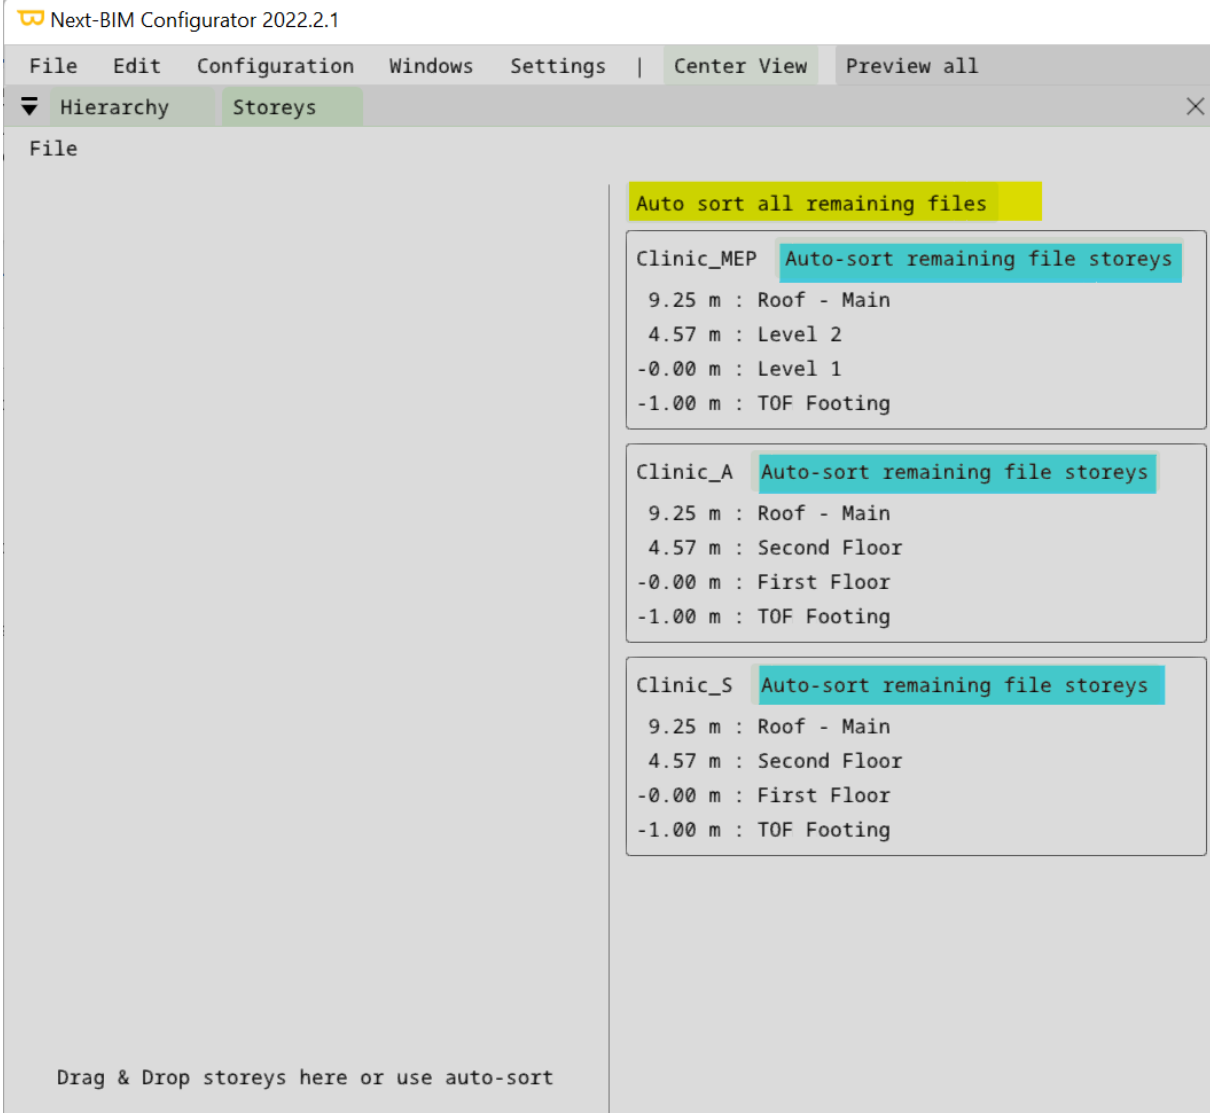 Next-BIM Configurator 2022.2.1
File Edit Configuration Windows Settings | Center View Preview all
Hierarchy Storeys
File
Auto sort all remaining files
Clinic_MEP Auto-sort remaining file storeys
9.25 m : Roof - Main
4.57 m : Level 2
-0.00 m : Level 1
-1.00 m : TOF Footing
Clinic_A Auto-sort remaining file storeys
9.25 m : Roof - Main
4.57 m : Second Floor
-0.00 m : First Floor
-1.00 m : TOF Footing
Clinic_S Auto-sort remaining file storeys
9.25 m : Roof - Main
4.57 m : Second Floor
-0.00 m : First Floor
-1.00 m : TOF Footing
Drag & Drop storeys here or use auto-sort